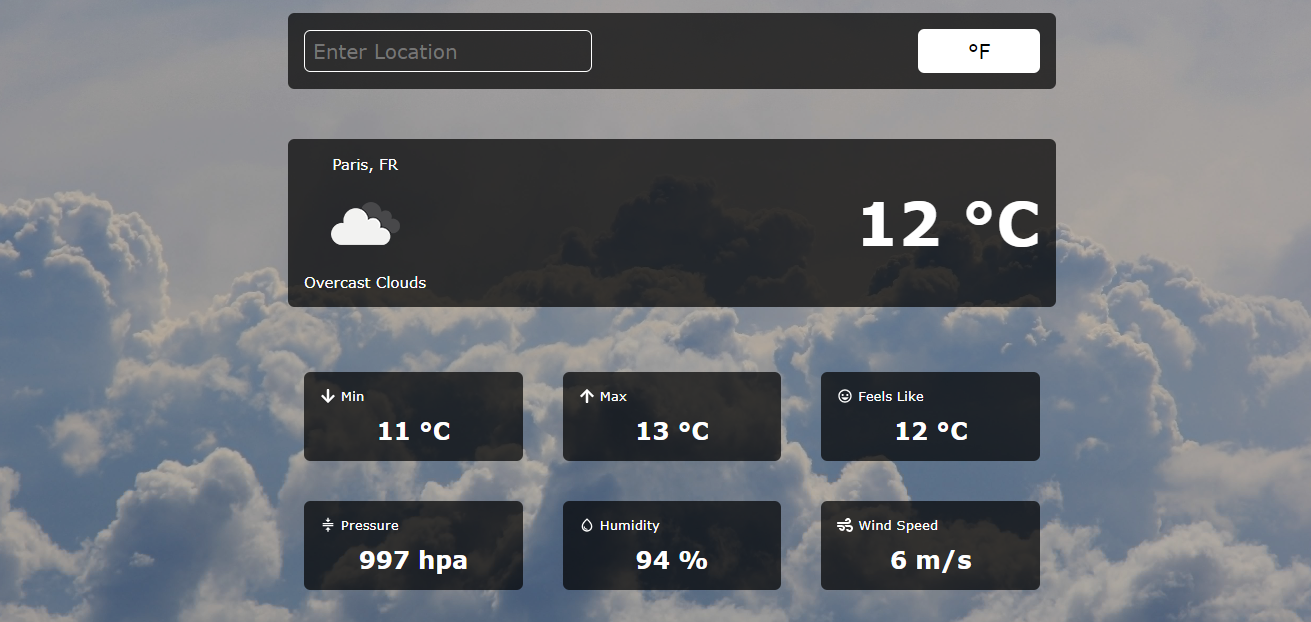 Enter Location
°F
Paris, FR
12 °C
Overcast Clouds
Min
11 °C
Max
13 °C
Feels Like
12 °C
Pressure
997 hpa
Humidity
94 %
Wind Speed
6 m/s